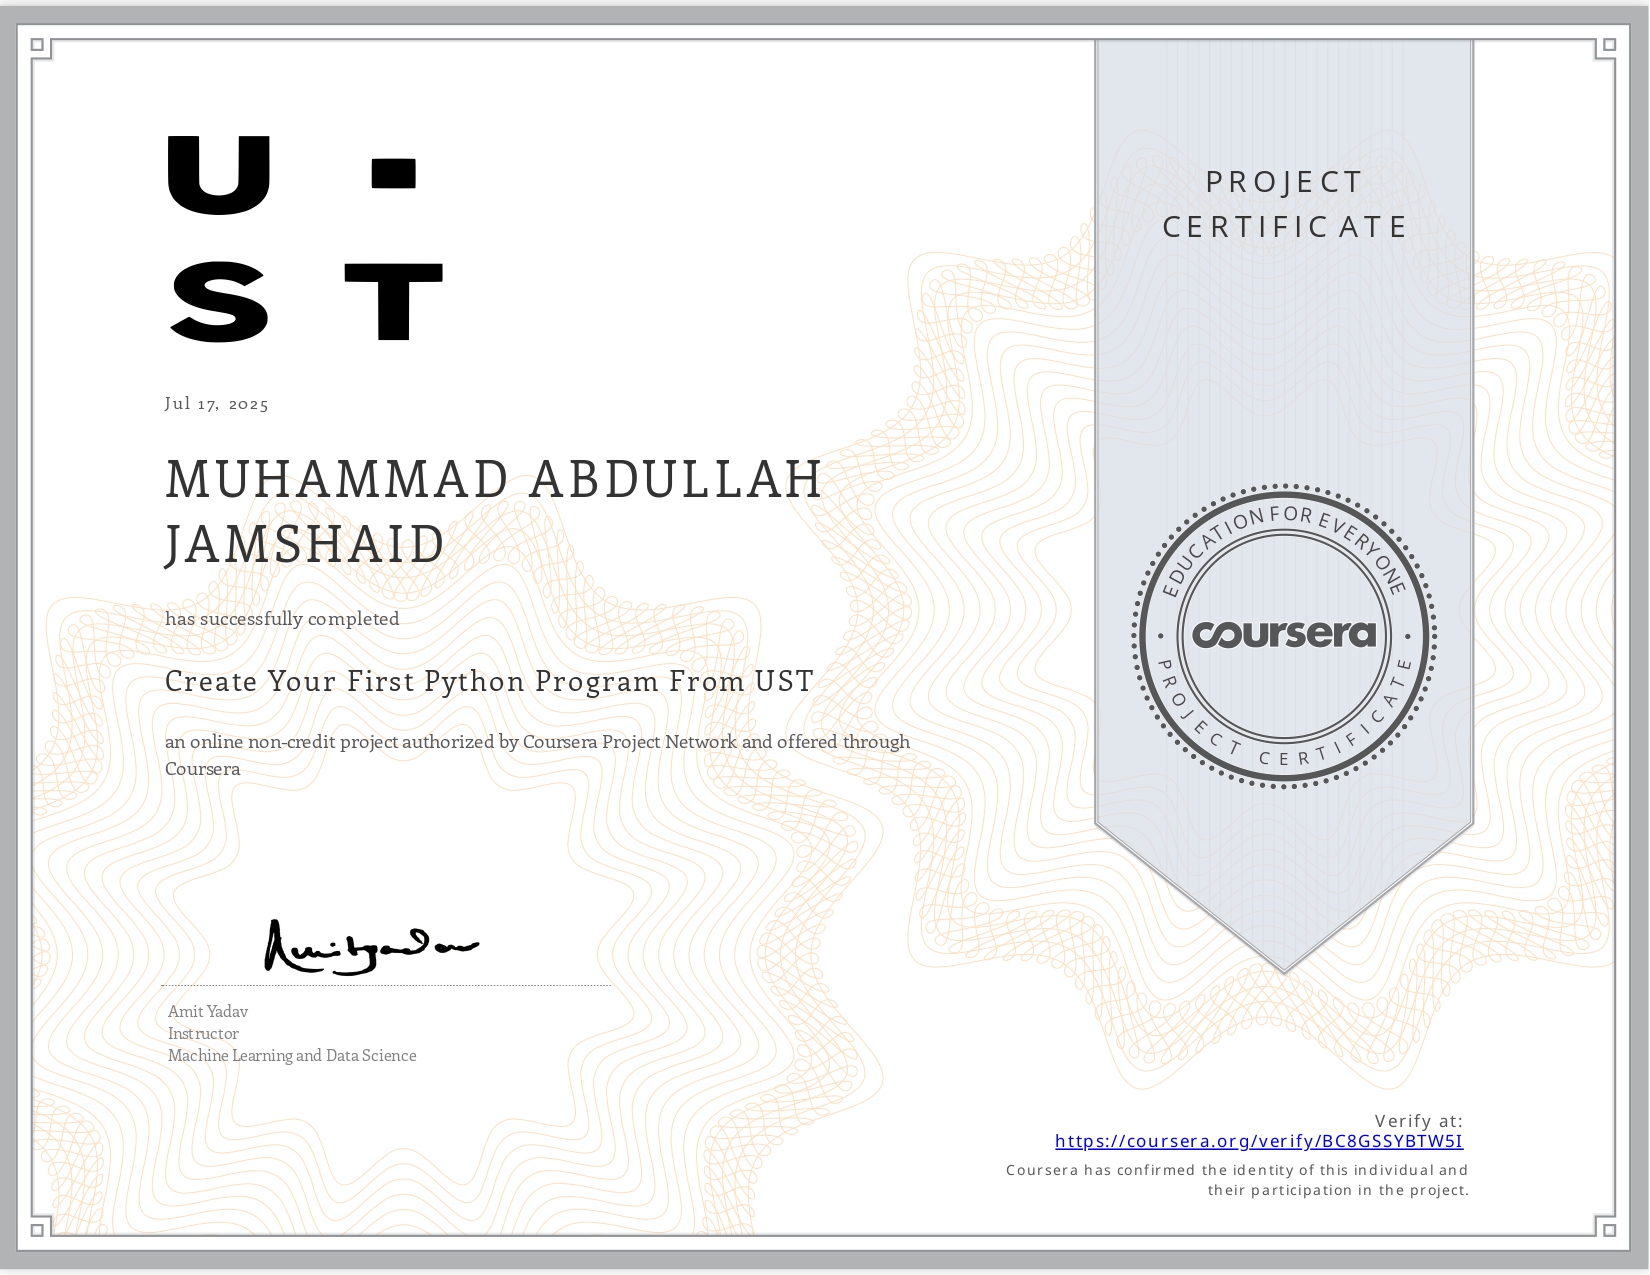 U ·
S T
Jul 17, 2025
MUHAMMAD ABDULLAH
JAMSHAID
has successfully completed
Create Your First Python Program From UST
an online non-credit project authorized by Coursera Project Network and offered through
Coursera
Amit Yadav
Amit Yadav
Instructor
Machine Learning and Data Science
PROJECT
CERTIFICATE
EDUCATION FOR EVERYONE
coursera
PROJECT CERTIFICATE
Verify at:
https://coursera.org/verify/BC8GSSYBTW5I
Coursera has confirmed the identity of this individual and
their participation in the project.